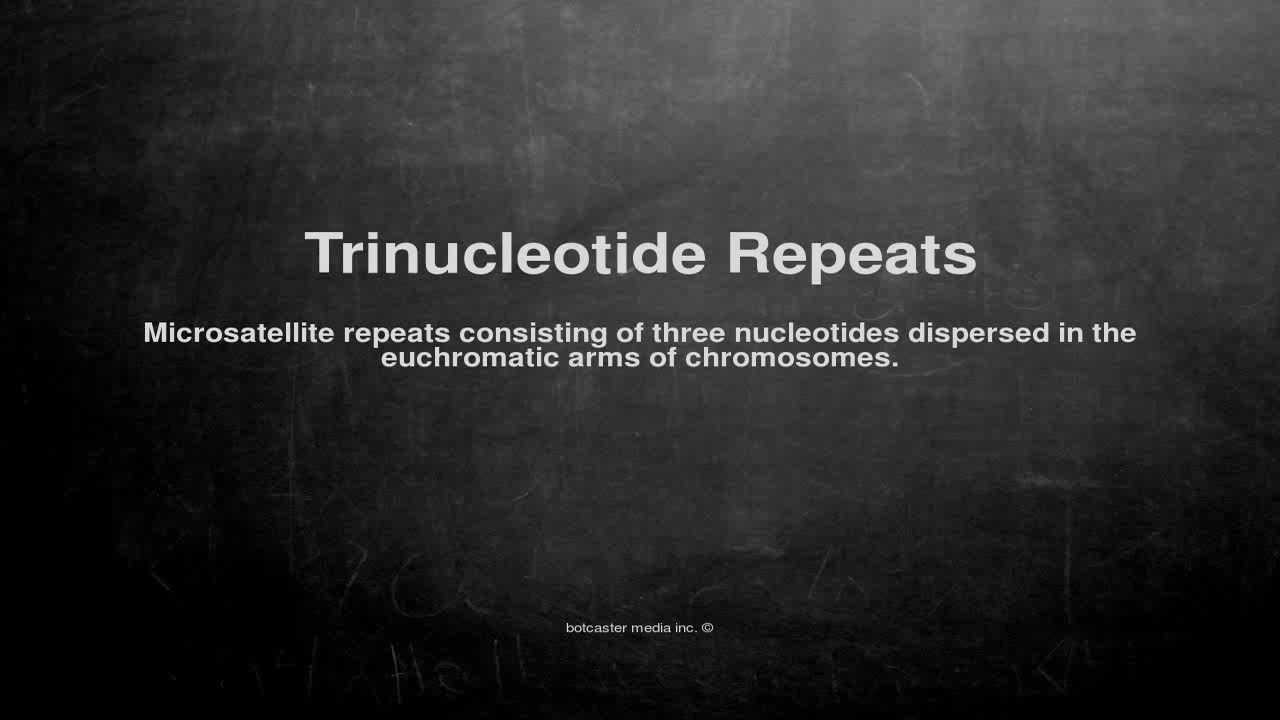 Trinucleotide Repeats
Microsatellite repeats consisting of three nucleotides dispersed in the
euchromatic arms of chromosomes.
botcaster media inc. ©